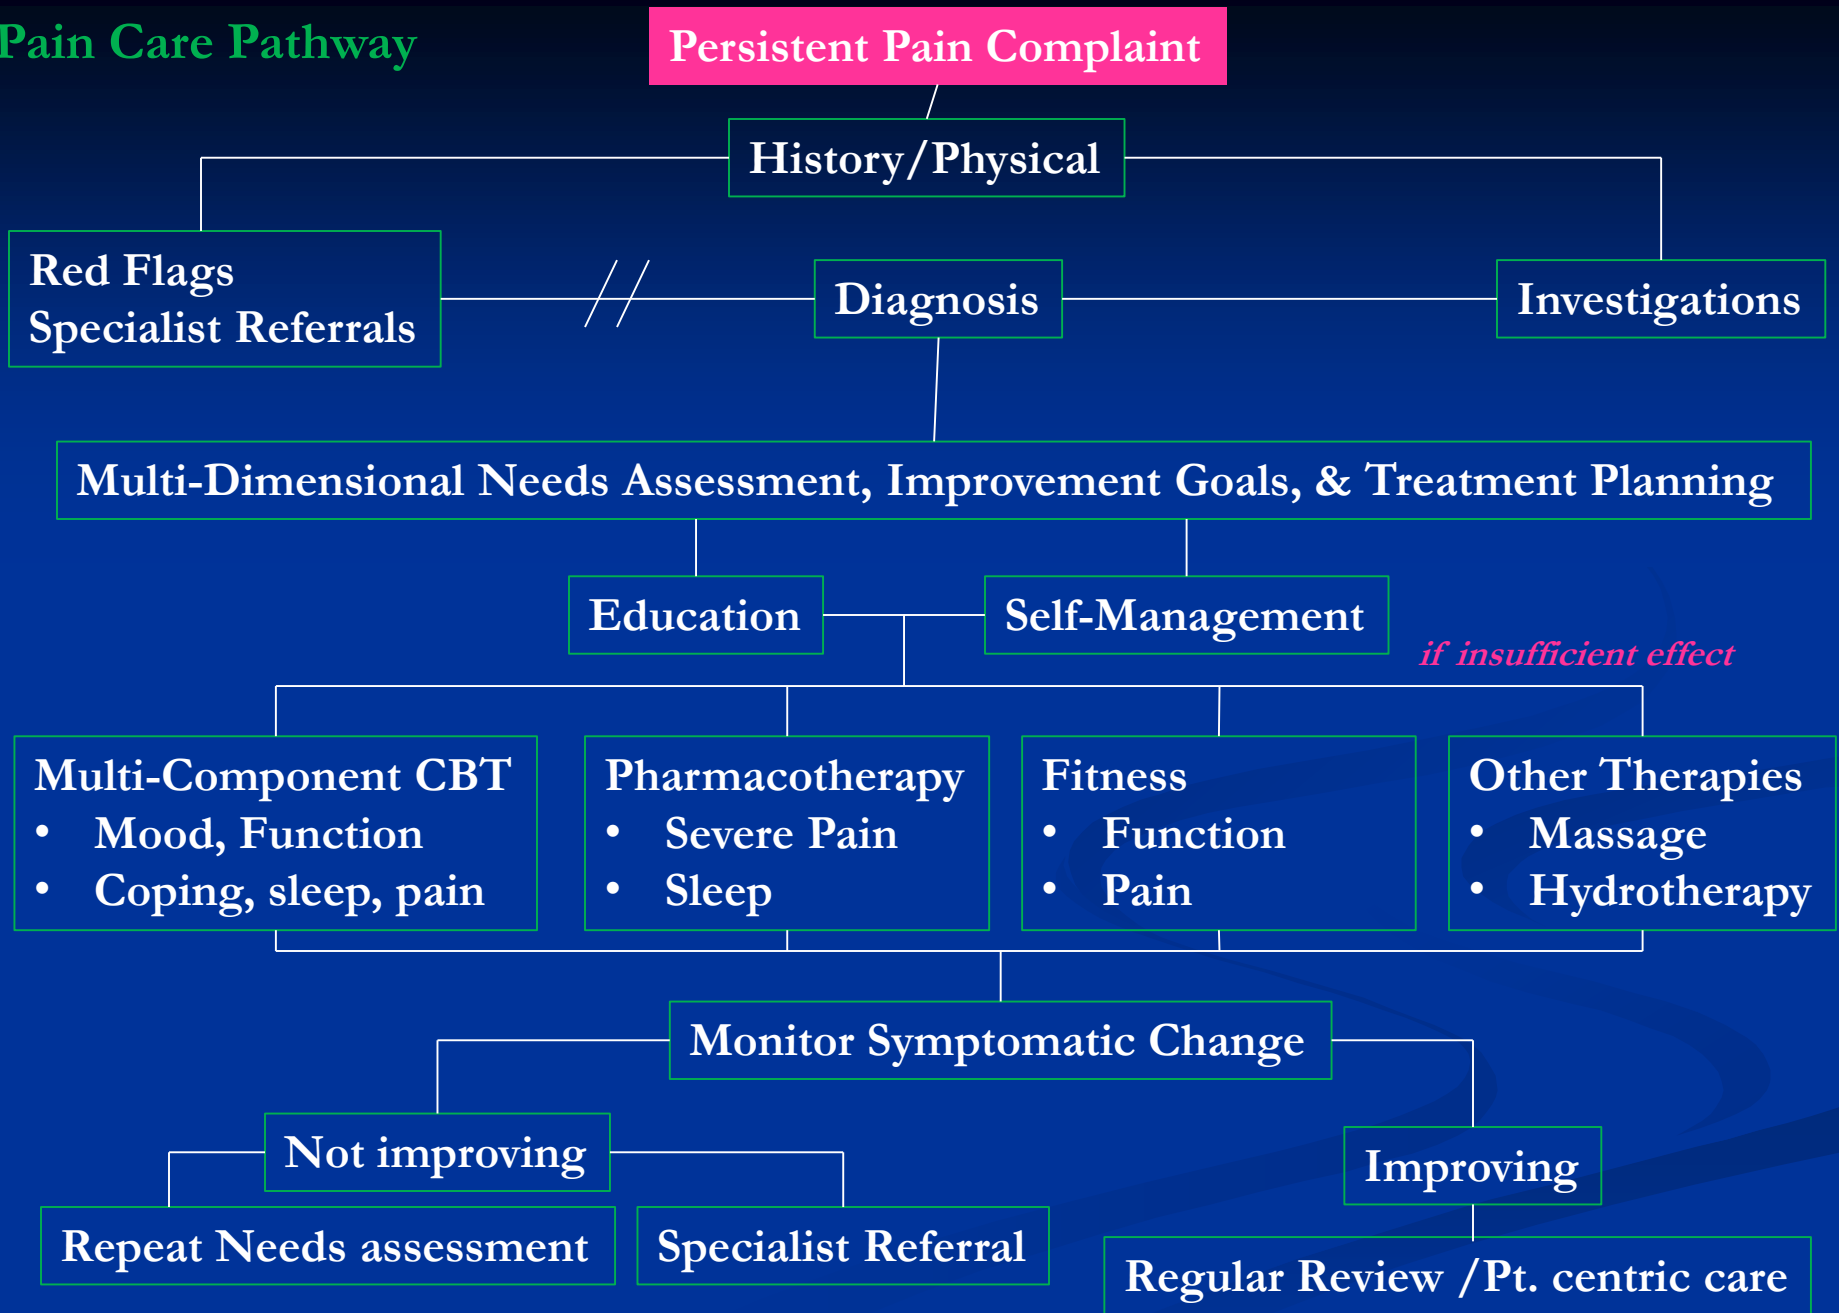 Pain Care Pathway
Persistent Pain Complaint
History/Physical
Red Flags
Specialist Referrals
Diagnosis
Investigations
Multi-Dimensional Needs Assessment, Improvement Goals, & Treatment Planning
Education
Self-Management
if insufficient effect
Multi-Component CBT
• Mood, Function
• Coping, sleep, pain
Pharmacotherapy
• Severe Pain
• Sleep
Fitness
• Function
• Pain
Other Therapies
• Massage
• Hydrotherapy
Monitor Symptomatic Change
Not improving
Improving
Repeat Needs assessment
Specialist Referral
Regular Review /Pt. centric care